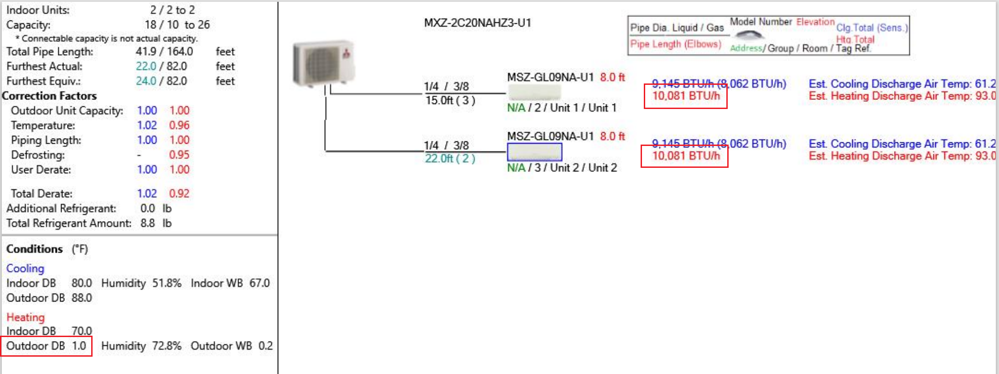 Indoor Units: 2 / 2 to 2
Capacity: 18 / 10 to 26
* Connectable capacity is not actual capacity.
Total Pipe Length: 41.9 / 164.0 feet
Furthest Actual: 22.0 / 82.0 feet
Furthest Equiv.: 24.0 / 82.0 feet
Correction Factors
Outdoor Unit Capacity: 1.00 1.00
Temperature: 1.02 0.96
Piping Length: 1.00 1.00
Defrosting: - 0.95
User Derate: 1.00 1.00
Total Derate: 1.02 0.92
Additional Refrigerant: 0.0 lb
Total Refrigerant Amount: 8.8 lb
Conditions (°F)
Cooling
Indoor DB 80.0 Humidity 51.8% Indoor WB 67.0
Outdoor DB 88.0
Heating
Indoor DB 70.0
Outdoor DB 1.0 Humidity 72.8% Outdoor WB 0.2
MXZ-2C20NAHZ3-U1
Pipe Dia. Liquid / Gas
Pipe Length (Elbows)
Model Number Elevation
Clg.Total (Sens.)
Htg.Total
Address/ Group / Room / Tag Ref.
MSZ-GL09NA-U1 8.0 ft
1/4 / 3/8
15.0ft ( 3 )
N/A / 2 / Unit 1 / Unit 1
9,145 BTU/h (8,062 BTU/h)
10,081 BTU/h
Est. Cooling Discharge Air Temp: 61.2
Est. Heating Discharge Air Temp: 93.0
MSZ-GL09NA-U1 8.0 ft
1/4 / 3/8
22.0ft ( 2 )
N/A / 3 / Unit 2 / Unit 2
9,145 BTU/h (8,062 BTU/h)
10,081 BTU/h
Est. Cooling Discharge Air Temp: 61.2
Est. Heating Discharge Air Temp: 93.0